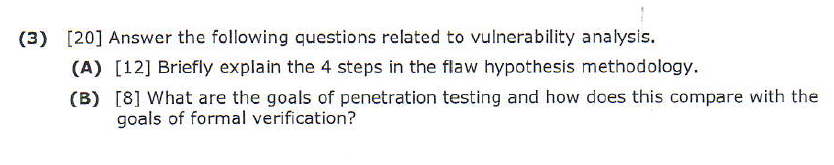 (3) [20] Answer the following questions related to vulnerability analysis.
(A) [12] Briefly explain the 4 steps in the flaw hypothesis methodology.
(B) [8] What are the goals of penetration testing and how does this compare with the
goals of formal verification?